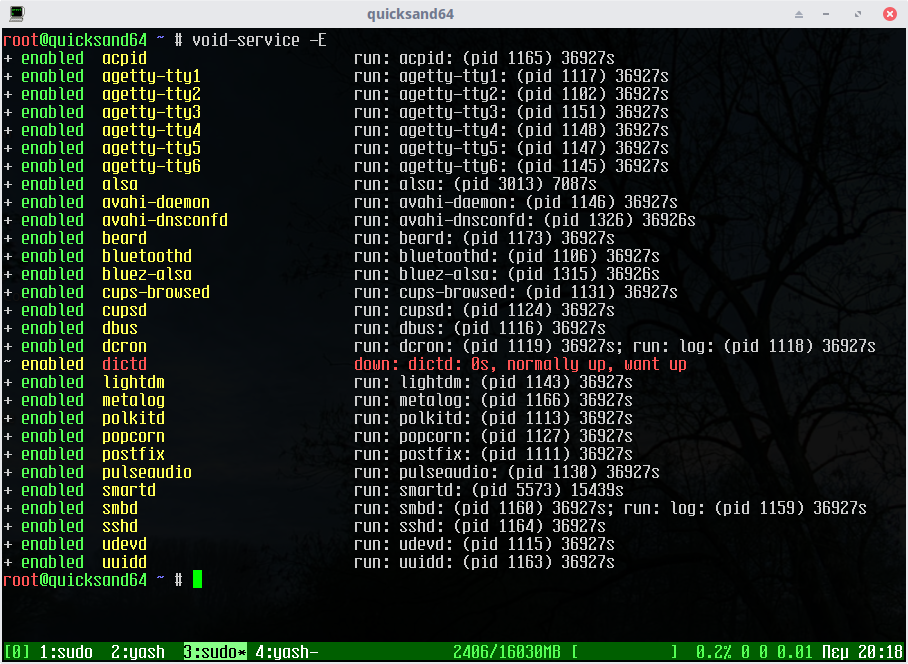 quicksand64
root@quicksand64 ~ # void-service -E
+ enabled acpid run: acpid: (pid 1165) 36927s
+ enabled agetty-tty1 run: agetty-tty1: (pid 1117) 36927s
+ enabled agetty-tty2 run: agetty-tty2: (pid 1102) 36927s
+ enabled agetty-tty3 run: agetty-tty3: (pid 1151) 36927s
+ enabled agetty-tty4 run: agetty-tty4: (pid 1148) 36927s
+ enabled agetty-tty5 run: agetty-tty5: (pid 1147) 36927s
+ enabled agetty-tty6 run: agetty-tty6: (pid 1145) 36927s
+ enabled alsa run: alsa: (pid 3013) 7087s
+ enabled avahi-daemon run: avahi-daemon: (pid 1146) 36927s
+ enabled avahi-dnsconfd run: avahi-dnsconfd: (pid 1326) 36926s
+ enabled beard run: beard: (pid 1173) 36927s
+ enabled bluetoothd run: bluetoothd: (pid 1106) 36927s
+ enabled bluez-alsa run: bluez-alsa: (pid 1315) 36926s
+ enabled cups-browsed run: cups-browsed: (pid 1131) 36927s
+ enabled cupsd run: cupsd: (pid 1124) 36927s
+ enabled dbus run: dbus: (pid 1116) 36927s
+ enabled dcron run: dcron: (pid 1119) 36927s; run: log: (pid 1118) 36927s
~ enabled dictd down: dictd: 0s, normally up, want up
+ enabled lightdm run: lightdm: (pid 1143) 36927s
+ enabled metalog run: metalog: (pid 1166) 36927s
+ enabled polkitd run: polkitd: (pid 1113) 36927s
+ enabled popcorn run: popcorn: (pid 1127) 36927s
+ enabled postfix run: postfix: (pid 1111) 36927s
+ enabled pulseaudio run: pulseaudio: (pid 1130) 36927s
+ enabled smartd run: smartd: (pid 5573) 15439s
+ enabled smbd run: smbd: (pid 1160) 36927s; run: log: (pid 1159) 36927s
+ enabled sshd run: sshd: (pid 1164) 36927s
+ enabled udevd run: udevd: (pid 1115) 36927s
+ enabled uuidd run: uuidd: (pid 1163) 36927s
root@quicksand64 ~ #
[0] 1:sudo 2:yash 3:sudo* 4:yash- 2406/16030MB [ ] 0.2% 0 0 0.01 Πεμ 20:18